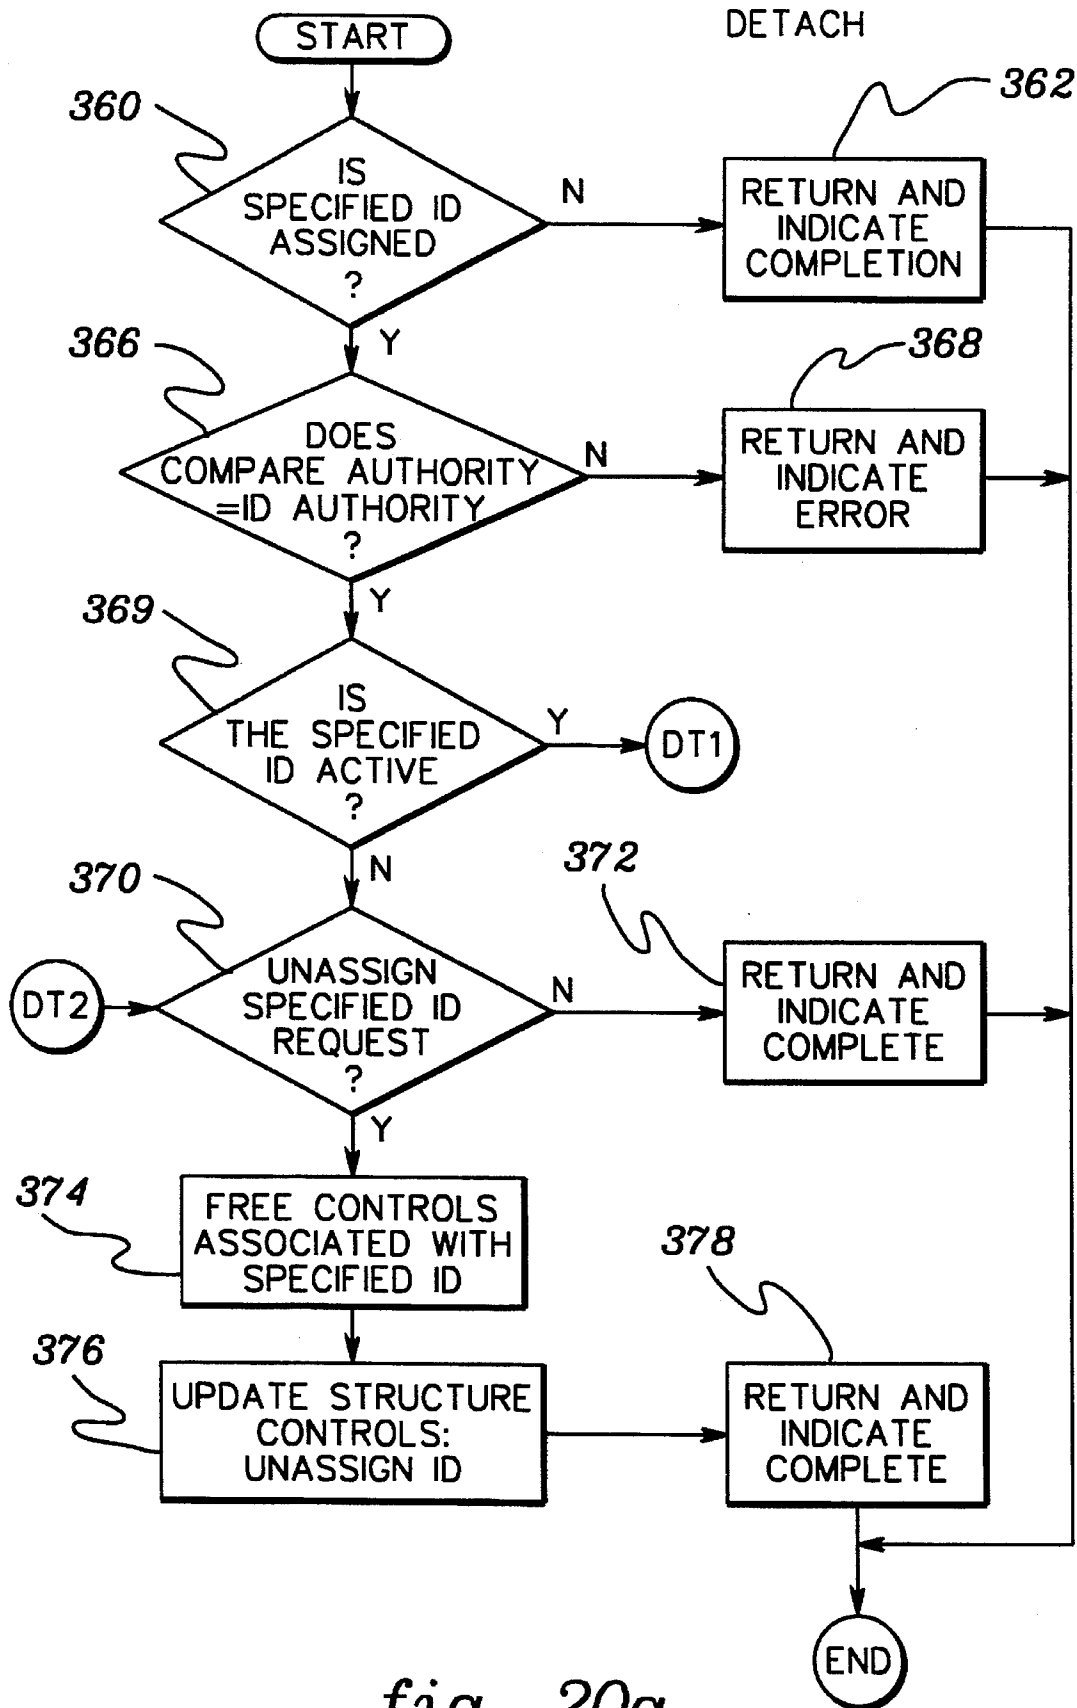 START
DETACH
360
362
IS
SPECIFIED ID
ASSIGNED
?
N
RETURN AND
INDICATE
COMPLETION
Y
366
368
DOES
COMPARE AUTHORITY
=ID AUTHORITY
?
N
RETURN AND
INDICATE
ERROR
Y
369
IS
THE SPECIFIED
ID ACTIVE
?
Y
DT1
N
370
372
DT2
UNASSIGN
SPECIFIED ID
REQUEST
?
N
RETURN AND
INDICATE
COMPLETE
Y
374
FREE CONTROLS
ASSOCIATED WITH
SPECIFIED ID
376
378
UPDATE STRUCTURE
CONTROLS:
UNASSIGN ID
RETURN AND
INDICATE
COMPLETE
END
fig. 20a